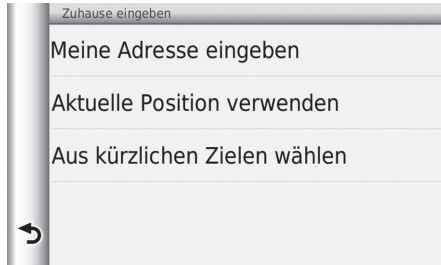 Zuhause eingeben
Meine Adresse eingeben
Aktuelle Position verwenden
Aus kürzlichen Zielen wählen